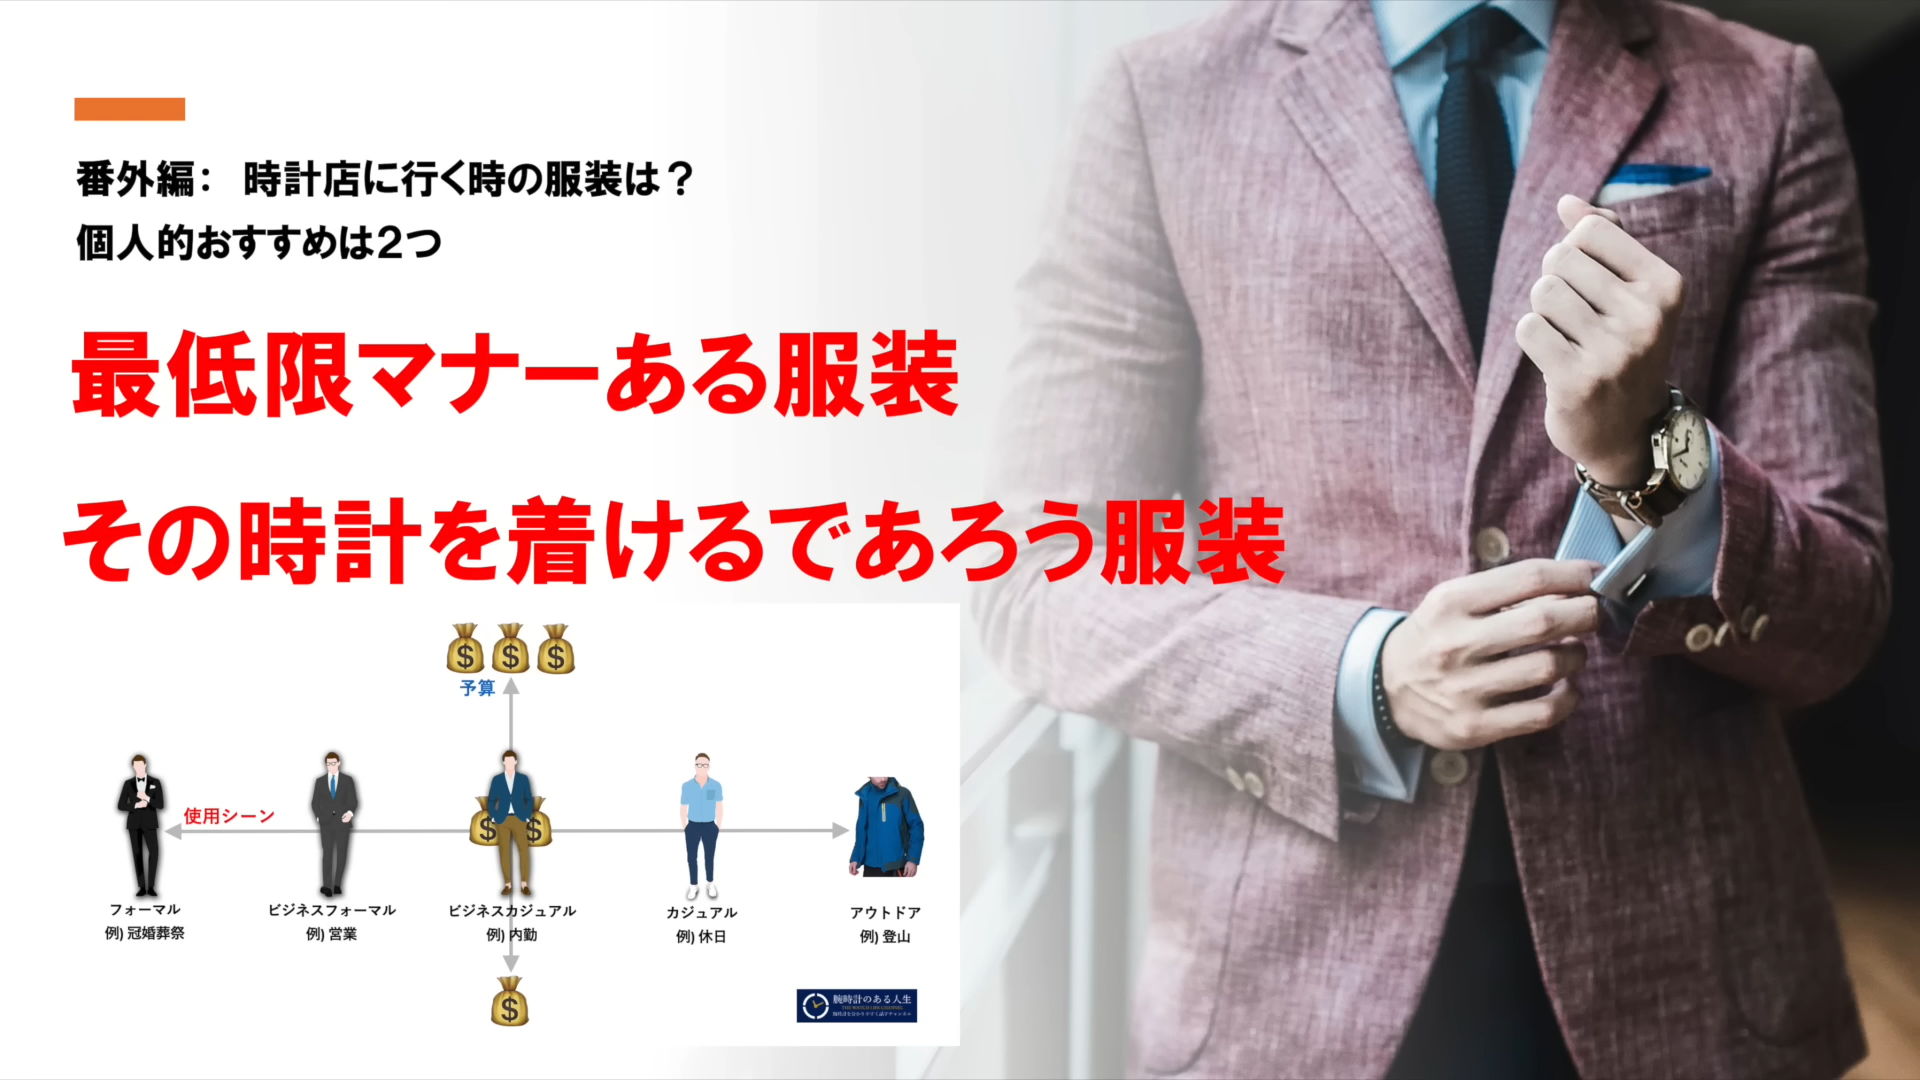 番外編： 時計店に行く時の服装は？
個人的おすすめは２つ
最低限マナーある服装
その時計を着けるであろう服装
$ $ $
予算
使用シーン
$ $
フォーマル
例) 冠婚葬祭
ビジネスフォーマル
例) 営業
ビジネスカジュアル
例) 内勤
カジュアル
例) 休日
アウトドア
例) 登山
$
腕時計のある人生